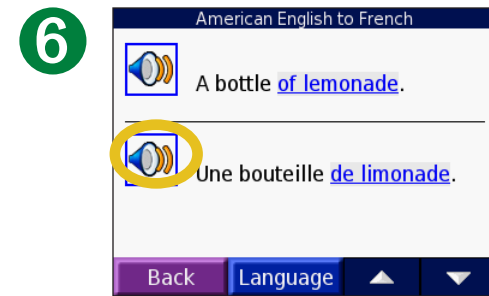 6
American English to French
A bottle of lemonade.
Une bouteille de limonade.
Back Language